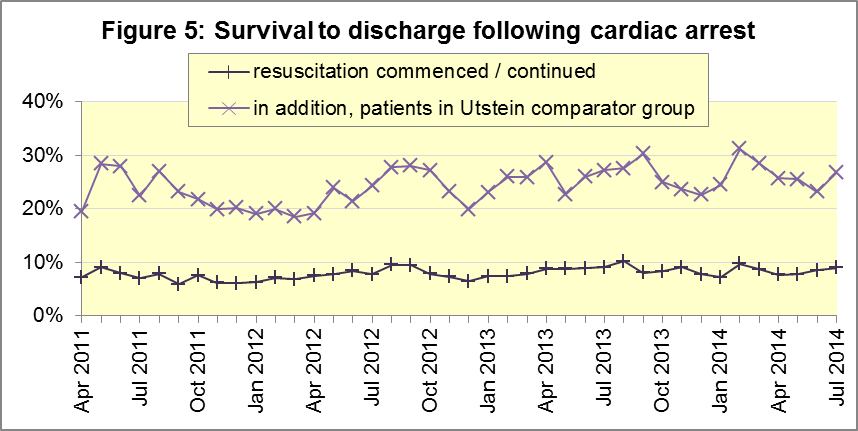 Figure 5: Survival to discharge following cardiac arrest
resuscitation commenced / continued
in addition, patients in Utstein comparator group
40%
30%
20%
10%
0%
Apr 2011
Jul 2011
Oct 2011
Jan 2012
Apr 2012
Jul 2012
Oct 2012
Jan 2013
Apr 2013
Jul 2013
Oct 2013
Jan 2014
Apr 2014
Jul 2014